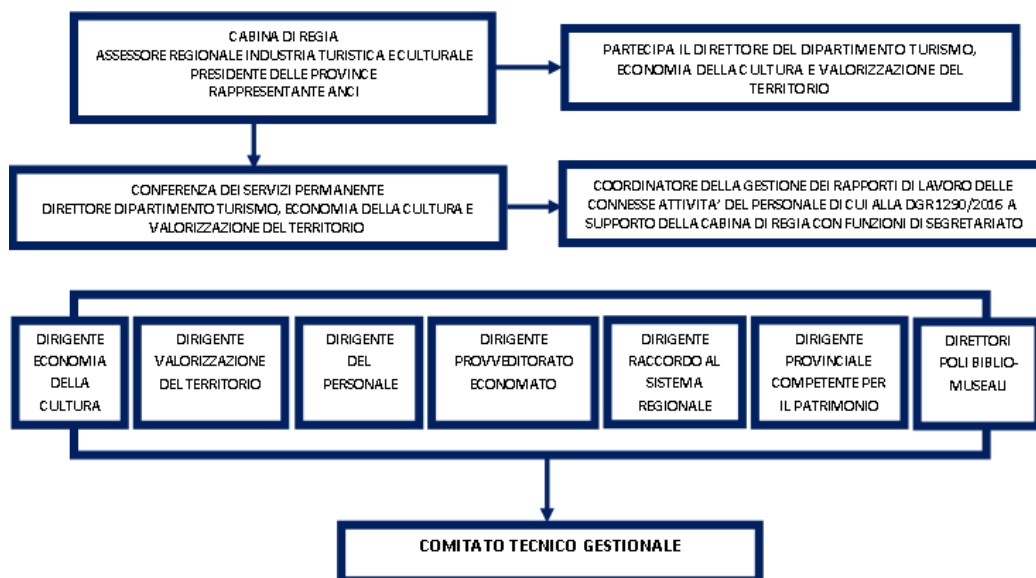 CABINA DI REGIA
ASSESSORE REGIONALE INDUSTRIA TURISTICA E CULTURALE
PRESIDENTE DELLE PROVINCE
RAPPRESENTANTE ANCI
PARTECIPA IL DIRETTORE DEL DIPARTIMENTO TURISMO,
ECONOMIA DELLA CULTURA E VALORIZZAZIONE DEL
TERRITORIO
CONFERENZA DEI SERVIZI PERMANENTE
DIRETTORE DIPARTIMENTO TURISMO, ECONOMIA DELLA CULTURA E
VALORIZZAZIONE DEL TERRITORIO
COORDINATORE DELLA GESTIONE DEI RAPPORTI DI LAVORO DELLE
CONNESSE ATTIVITA' DEL PERSONALE DI CUI ALLA DGR 1290/2016 A
SUPPORTO DELLA CABINA DI REGIA CON FUNZIONI DI SEGRETARIATO
DIRIGENTE
ECONOMIA
DELLA
CULTURA
DIRIGENTE
VALORIZZAZIONE
DEL TERRITORIO
DIRIGENTE
DEL
PERSONALE
DIRIGENTE
PROVVEDITORATO
ECONOMATO
DIRIGENTE
RACCORDO AL
SISTEMA
REGIONALE
DIRIGENTE
PROVINCIALE
COMPETENTE PER
IL PATRIMONIO
DIRETTORI
POLI BIBLIO-
MUSEALI
COMITATO TECNICO GESTIONALE